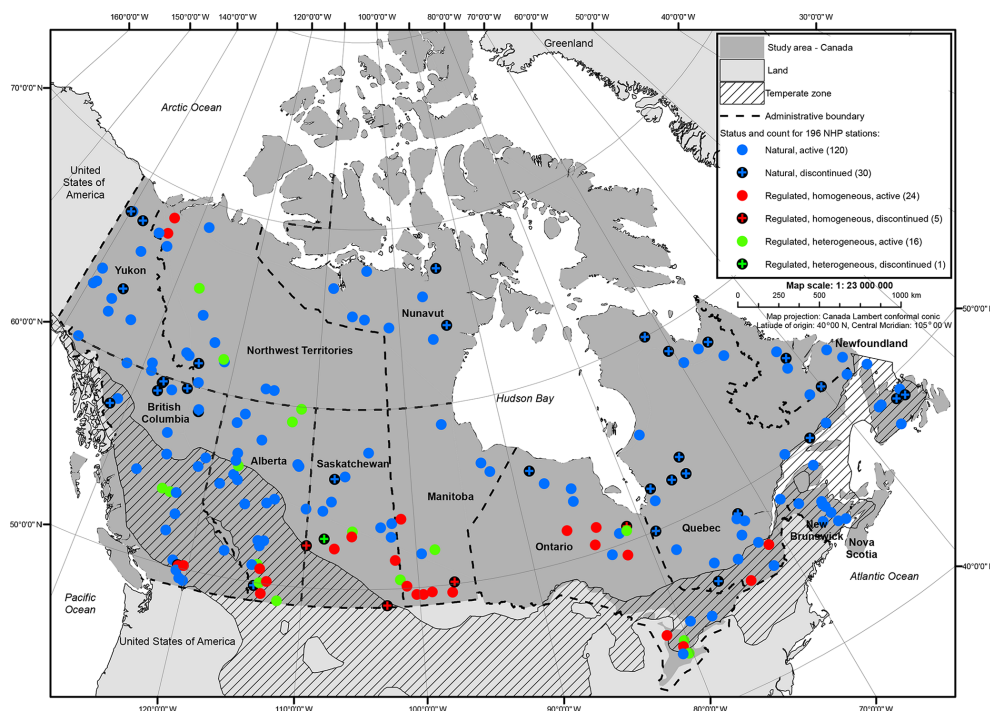 160°0'0"W 150°0'0"W 140°0'0"W 130°0'0"W 120°0'0"W 110°0'0"W 100°0'0"W 90°0'0"W 80°0'0"W 70°0'0"W 60°0'0"W 50°0'0"W 40°0'0"W 30°0'0"W
Greenland
Study area - Canada
Land
Temperate zone
Administrative boundary
Status and count for 196 NHP stations:
Natural, active (120)
Natural, discontinued (30)
Regulated, homogeneous, active (24)
Regulated, homogeneous, discontinued (5)
Regulated, heterogeneous, active (16)
Regulated, heterogeneous, discontinued (1)
Map scale: 1: 23 000 000
0 250 500 1000 km
Map projection: Canada Lambert conformal conic
Latiude of origin: 40°00 N, Central Meridian: 105°00 W
70°0'0"N
Arctic Ocean
United
States of
America
Yukon
60°0'0"N
Nunavut
50°0'0"N
Northwest Territories
Newfoundland
Hudson Bay
British
Columbia
Alberta
Saskatchewan
Manitoba
50°0'0"N
Ontario
Quebec
New
Brunswick
Nova
Scotia
40°0'0"N
Atlantic Ocean
Pacific
Ocean
United States of America
120°0'0"W 110°0'0"W 100°0'0"W 90°0'0"W 80°0'0"W 70°0'0"W